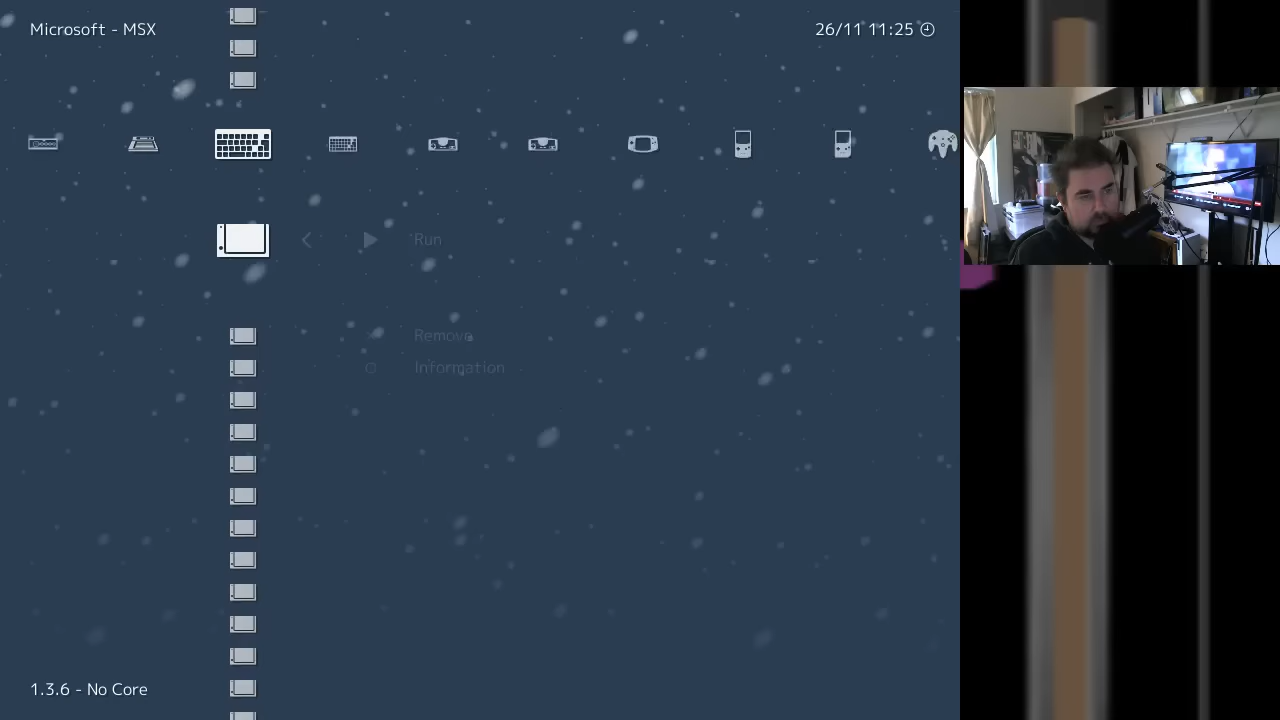 Microsoft - MSX
26/11 11:25
Run
Remove
Information
1.3.6 - No Core